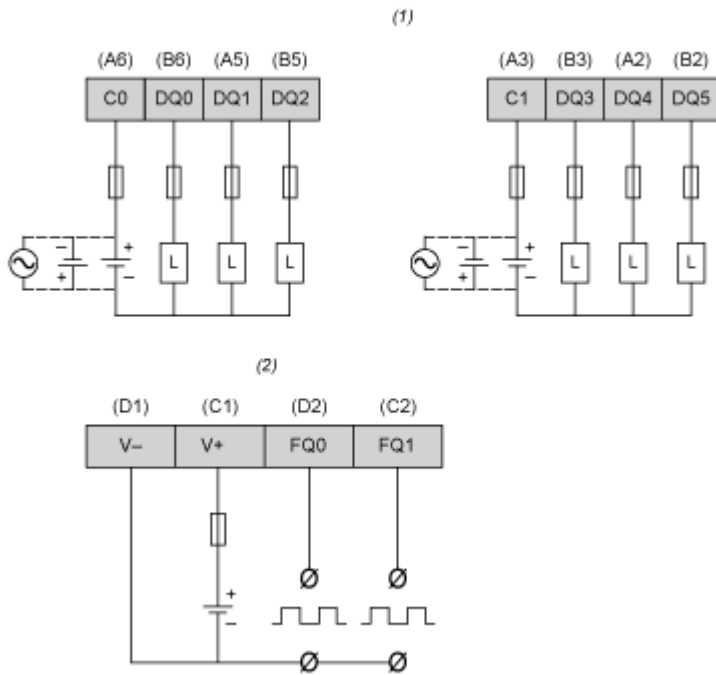 (1)
(A6) (B6) (A5) (B5)
C0 DQ0 DQ1 DQ2
(A3) (B3) (A2) (B2)
C1 DQ3 DQ4 DQ5
− + + −
L L L
− + + −
L L L
(2)
(D1) (C1) (D2) (C2)
V− V+ FQ0 FQ1
+
−